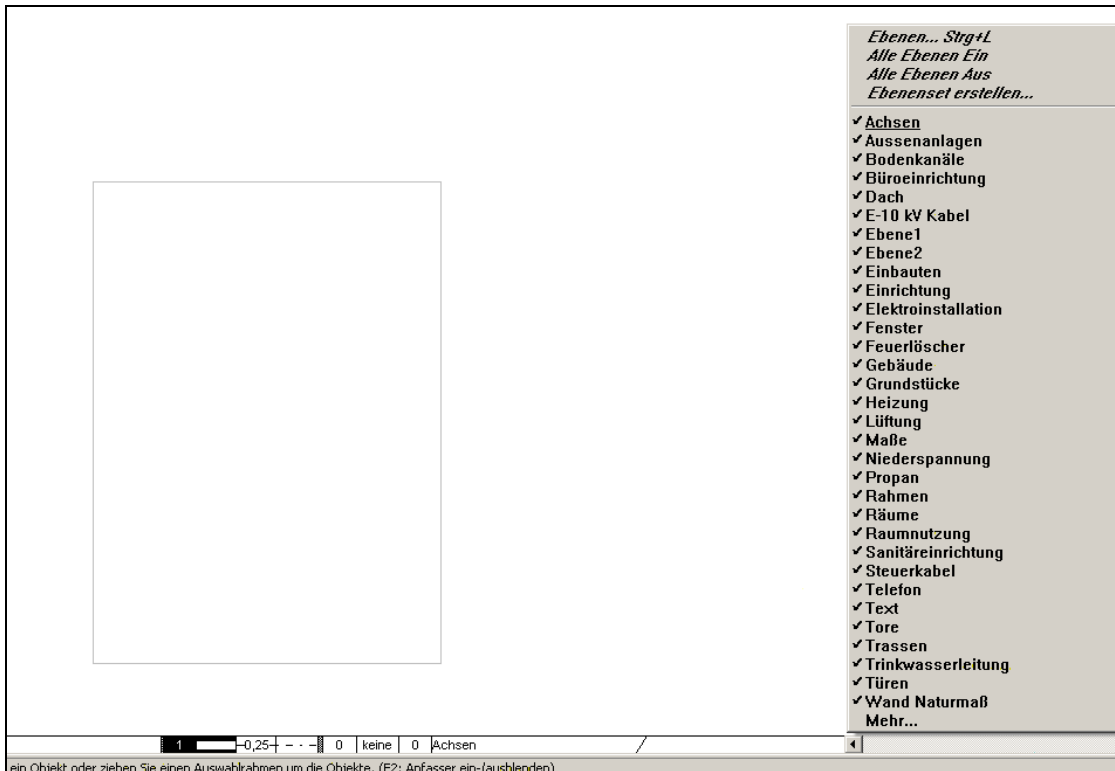 Ebenen... Strg+L
Alle Ebenen Ein
Alle Ebenen Aus
Ebenenset erstellen...
Achsen
Aussenanlagen
Bodenkanäle
Büroeinrichtung
Dach
E-10 kV Kabel
Ebene1
Ebene2
Einbauten
Einrichtung
Elektroinstallation
Fenster
Feuerlöscher
Gebäude
Grundstücke
Heizung
Lüftung
Maße
Niederspannung
Propan
Rahmen
Räume
Raumnutzung
Sanitäreinrichtung
Steuerkabel
Telefon
Text
Tore
Trassen
Trinkwasserleitung
Türen
Wand Naturmaß
Mehr...
1 0,25 0 keine 0 Achsen
ein Objekt oder ziehen Sie einen Auswahlrahmen um die Objekte. (F2: Anfasser ein-(ausblenden)